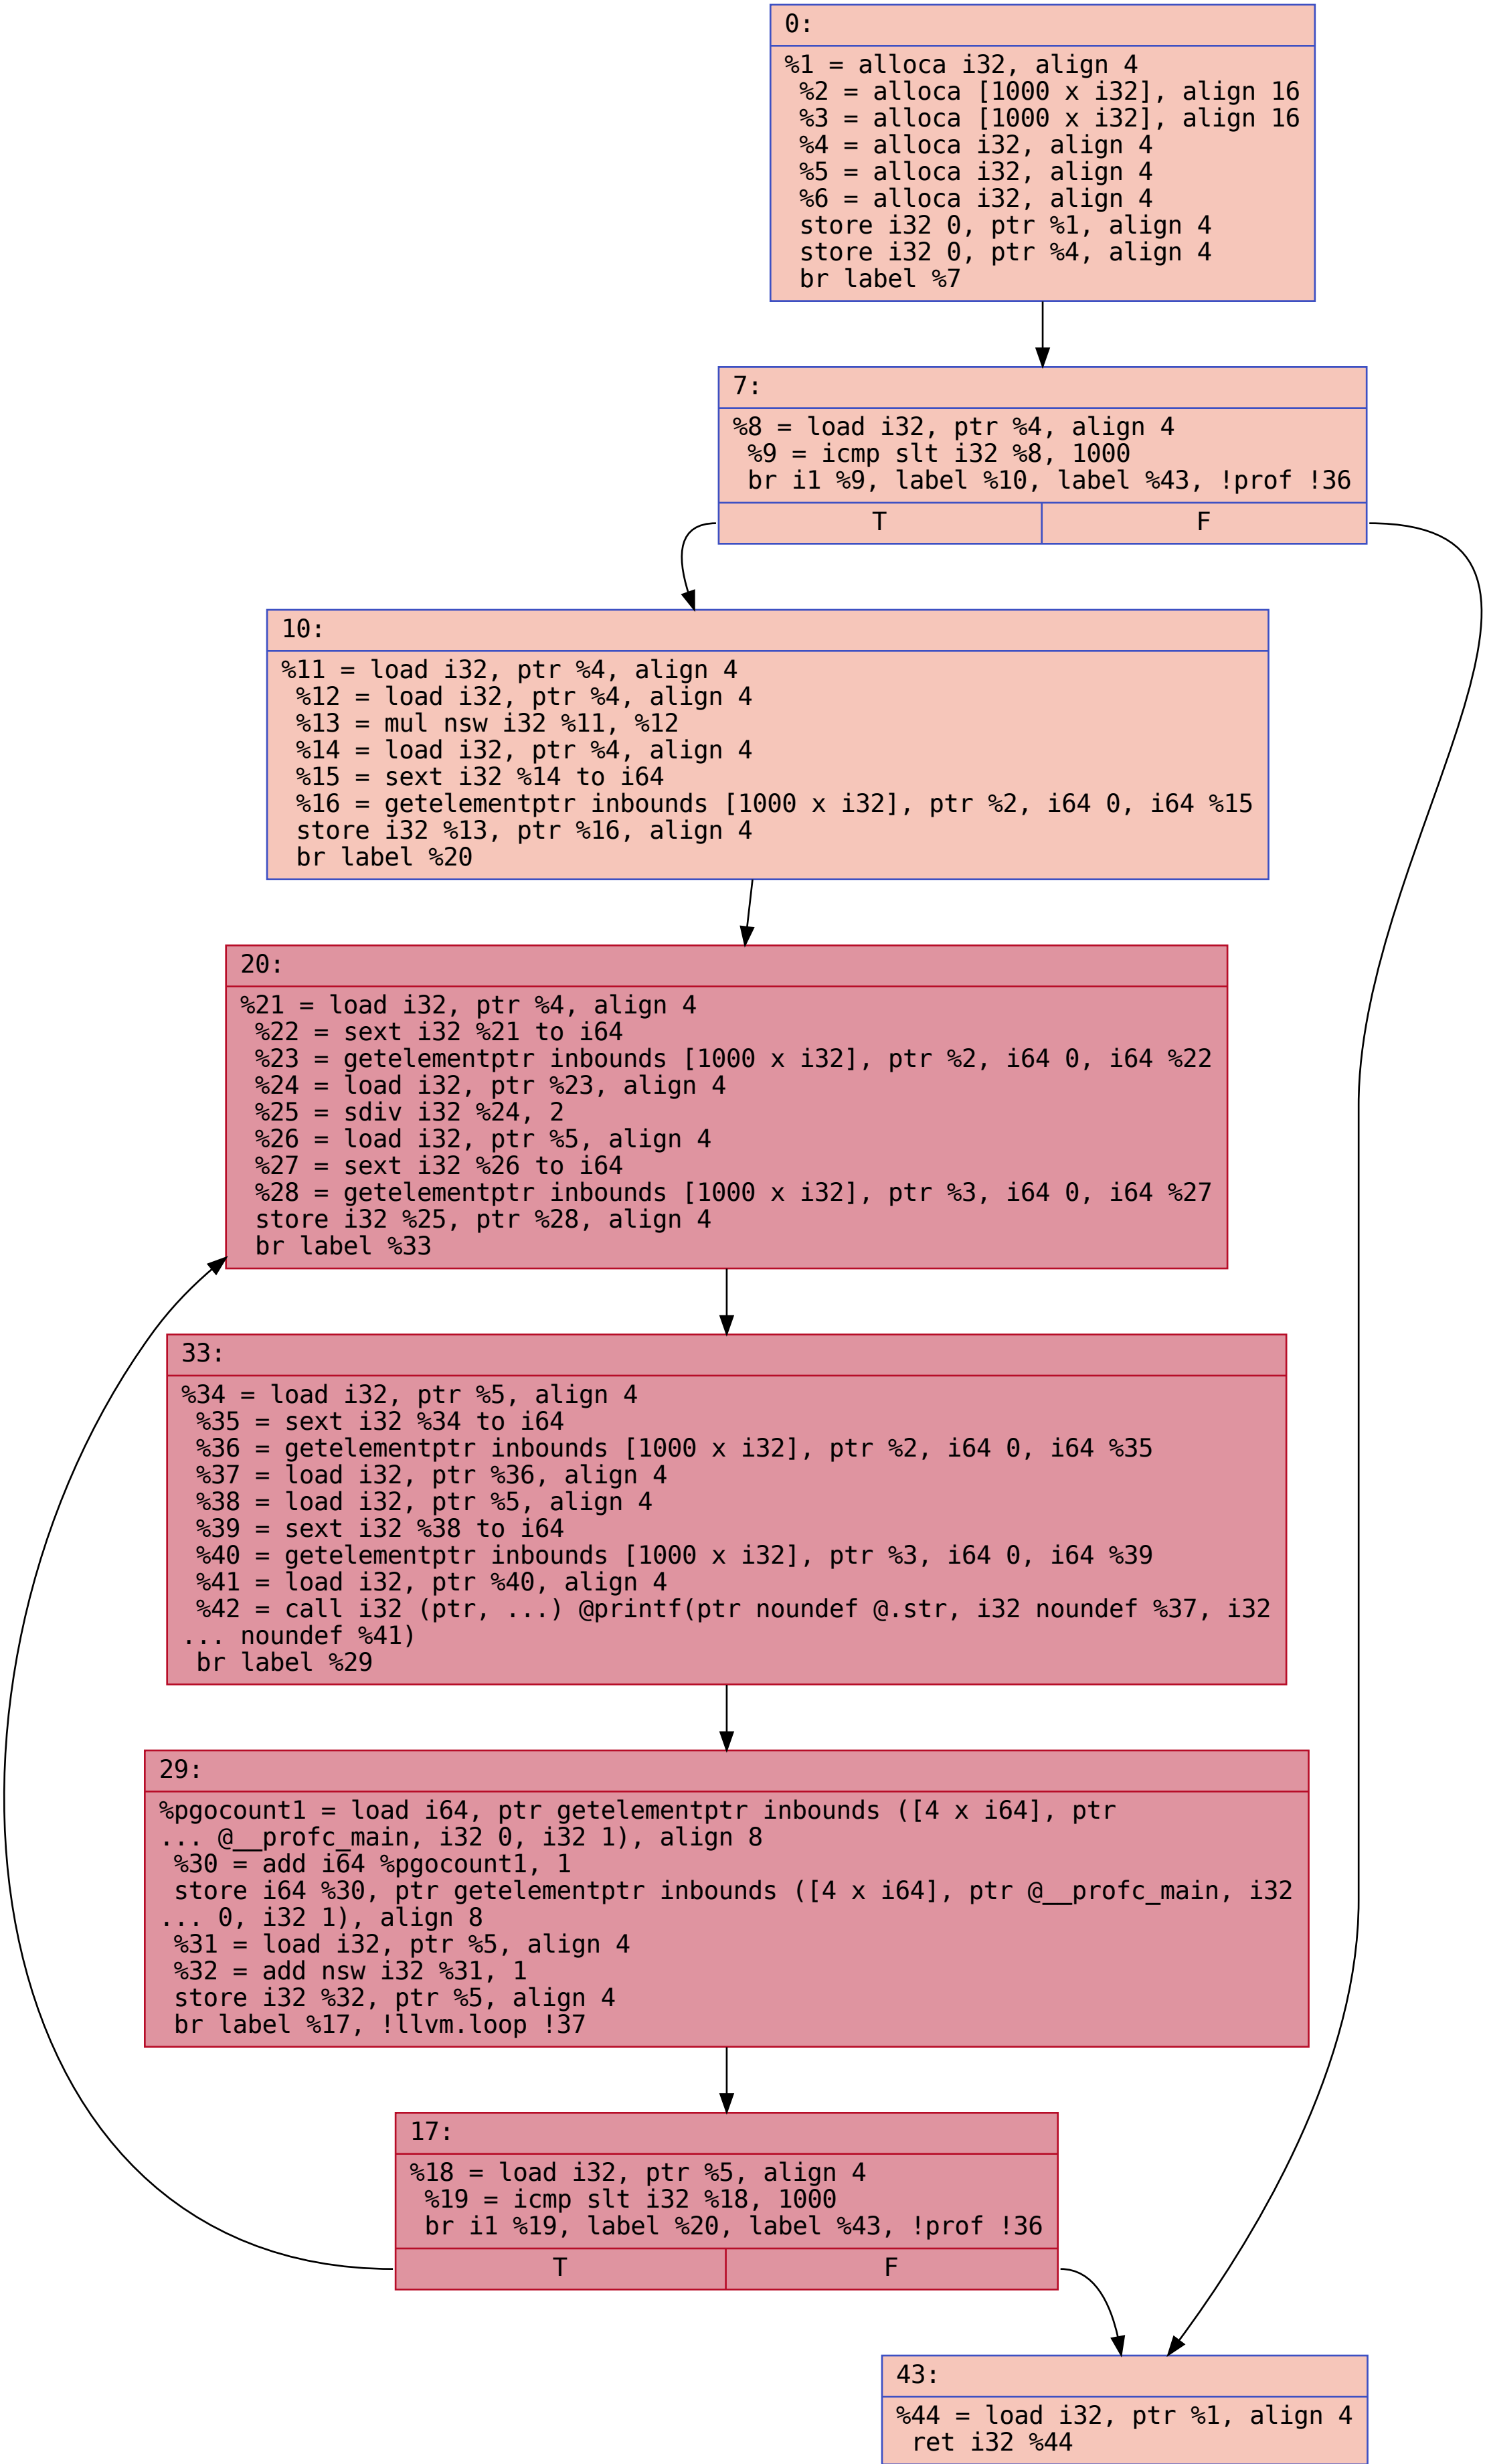 0:
%1 = alloca i32, align 4
%2 = alloca [1000 x i32], align 16
%3 = alloca [1000 x i32], align 16
%4 = alloca i32, align 4
%5 = alloca i32, align 4
%6 = alloca i32, align 4
store i32 0, ptr %1, align 4
store i32 0, ptr %4, align 4
br label %7
7:
%8 = load i32, ptr %4, align 4
%9 = icmp slt i32 %8, 1000
br i1 %9, label %10, label %43, !prof !36
T F
10:
%11 = load i32, ptr %4, align 4
%12 = load i32, ptr %4, align 4
%13 = mul nsw i32 %11, %12
%14 = load i32, ptr %4, align 4
%15 = sext i32 %14 to i64
%16 = getelementptr inbounds [1000 x i32], ptr %2, i64 0, i64 %15
store i32 %13, ptr %16, align 4
br label %20
20:
%21 = load i32, ptr %4, align 4
%22 = sext i32 %21 to i64
%23 = getelementptr inbounds [1000 x i32], ptr %2, i64 0, i64 %22
%24 = load i32, ptr %23, align 4
%25 = sdiv i32 %24, 2
%26 = load i32, ptr %5, align 4
%27 = sext i32 %26 to i64
%28 = getelementptr inbounds [1000 x i32], ptr %3, i64 0, i64 %27
store i32 %25, ptr %28, align 4
br label %33
33:
%34 = load i32, ptr %5, align 4
%35 = sext i32 %34 to i64
%36 = getelementptr inbounds [1000 x i32], ptr %2, i64 0, i64 %35
%37 = load i32, ptr %36, align 4
%38 = load i32, ptr %5, align 4
%39 = sext i32 %38 to i64
%40 = getelementptr inbounds [1000 x i32], ptr %3, i64 0, i64 %39
%41 = load i32, ptr %40, align 4
%42 = call i32 (ptr, ...) @printf(ptr noundef @.str, i32 noundef %37, i32
... noundef %41)
br label %29
29:
%pgocount1 = load i64, ptr getelementptr inbounds ([4 x i64], ptr
... @__profc_main, i32 0, i32 1), align 8
%30 = add i64 %pgocount1, 1
store i64 %30, ptr getelementptr inbounds ([4 x i64], ptr @__profc_main, i32
... 0, i32 1), align 8
%31 = load i32, ptr %5, align 4
%32 = add nsw i32 %31, 1
store i32 %32, ptr %5, align 4
br label %17, !llvm.loop !37
17:
%18 = load i32, ptr %5, align 4
%19 = icmp slt i32 %18, 1000
br i1 %19, label %20, label %43, !prof !36
T F
43:
%44 = load i32, ptr %1, align 4
ret i32 %44